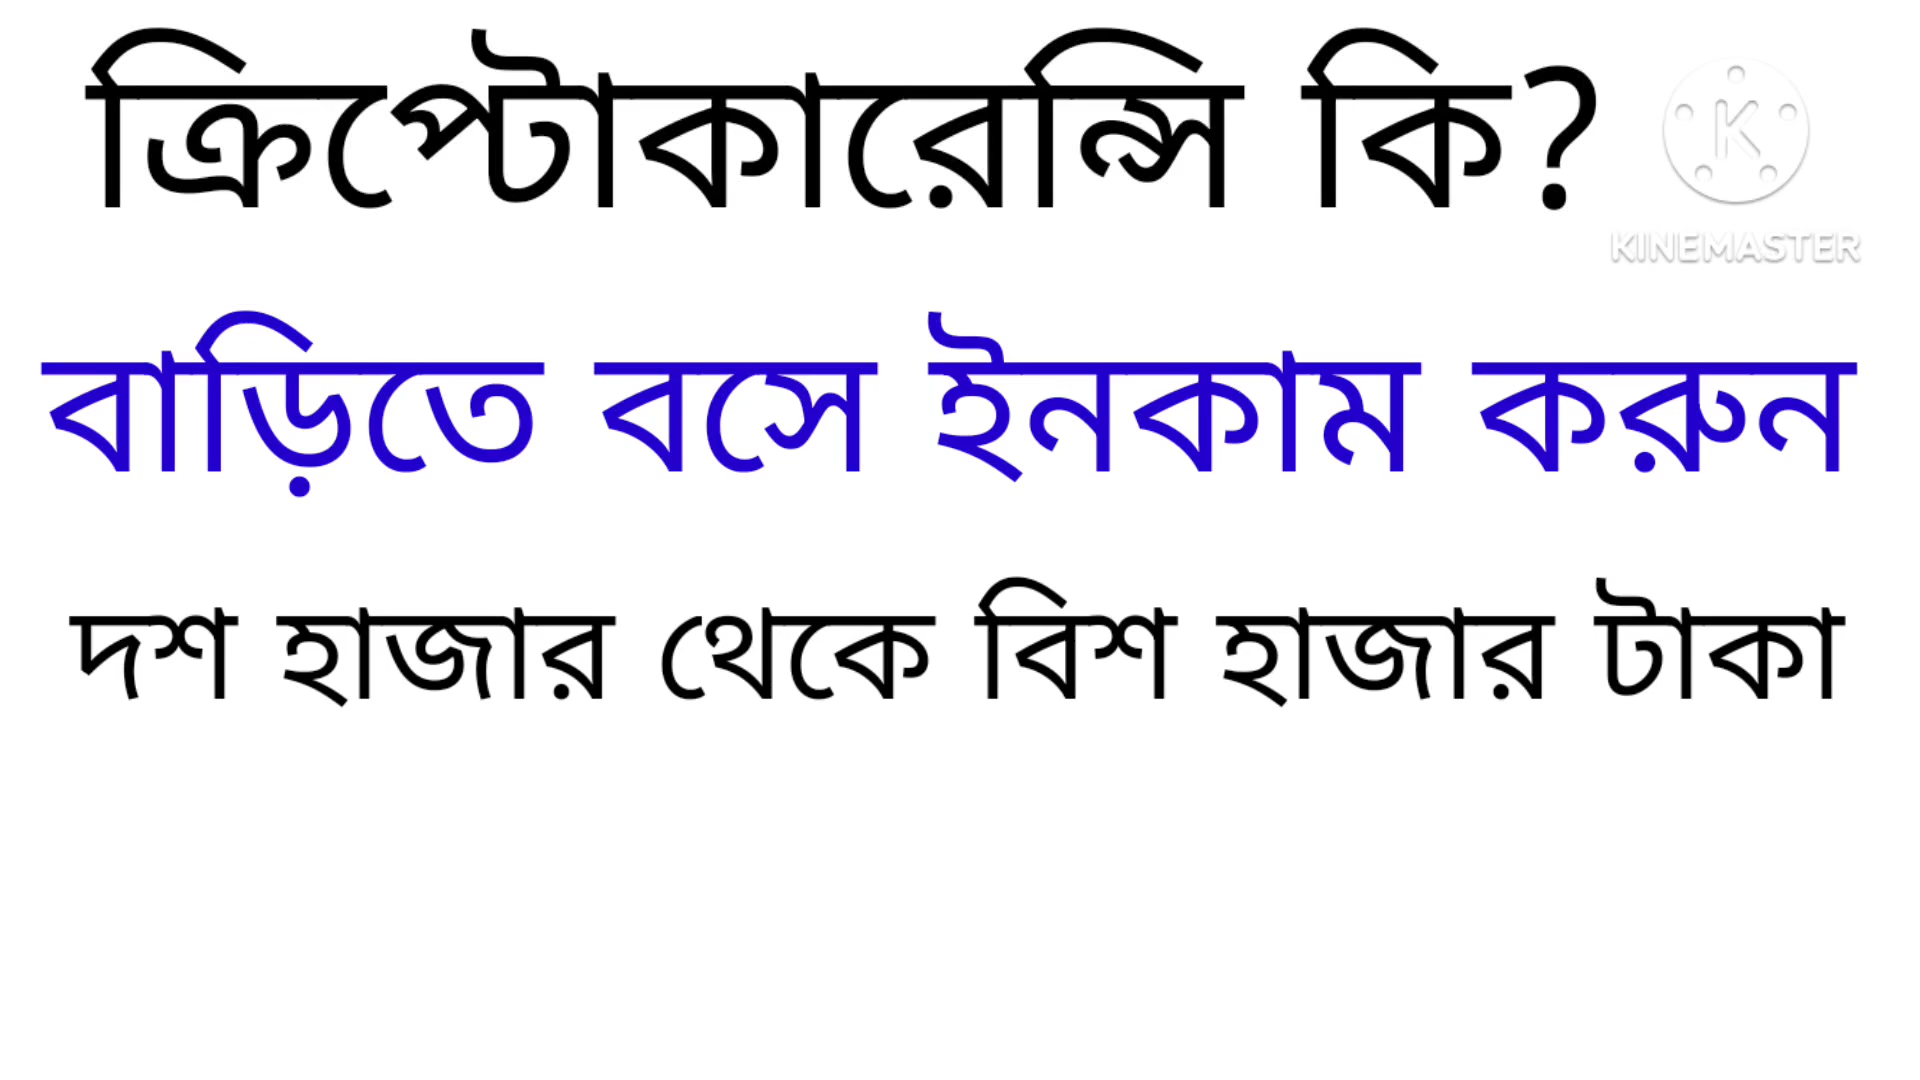 ক্রিপ্টোকারেন্সি কি?
KINEMASTER
বাড়িতে বসে ইনকাম করুন
দশ হাজার থেকে বিশ হাজার টাকা